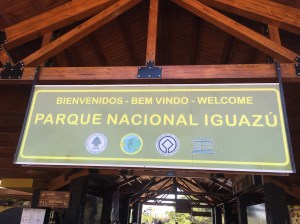 BIENVENIDOS - BEM VINDO - WELCOME
PARQUE NACIONAL IGUAZÚ